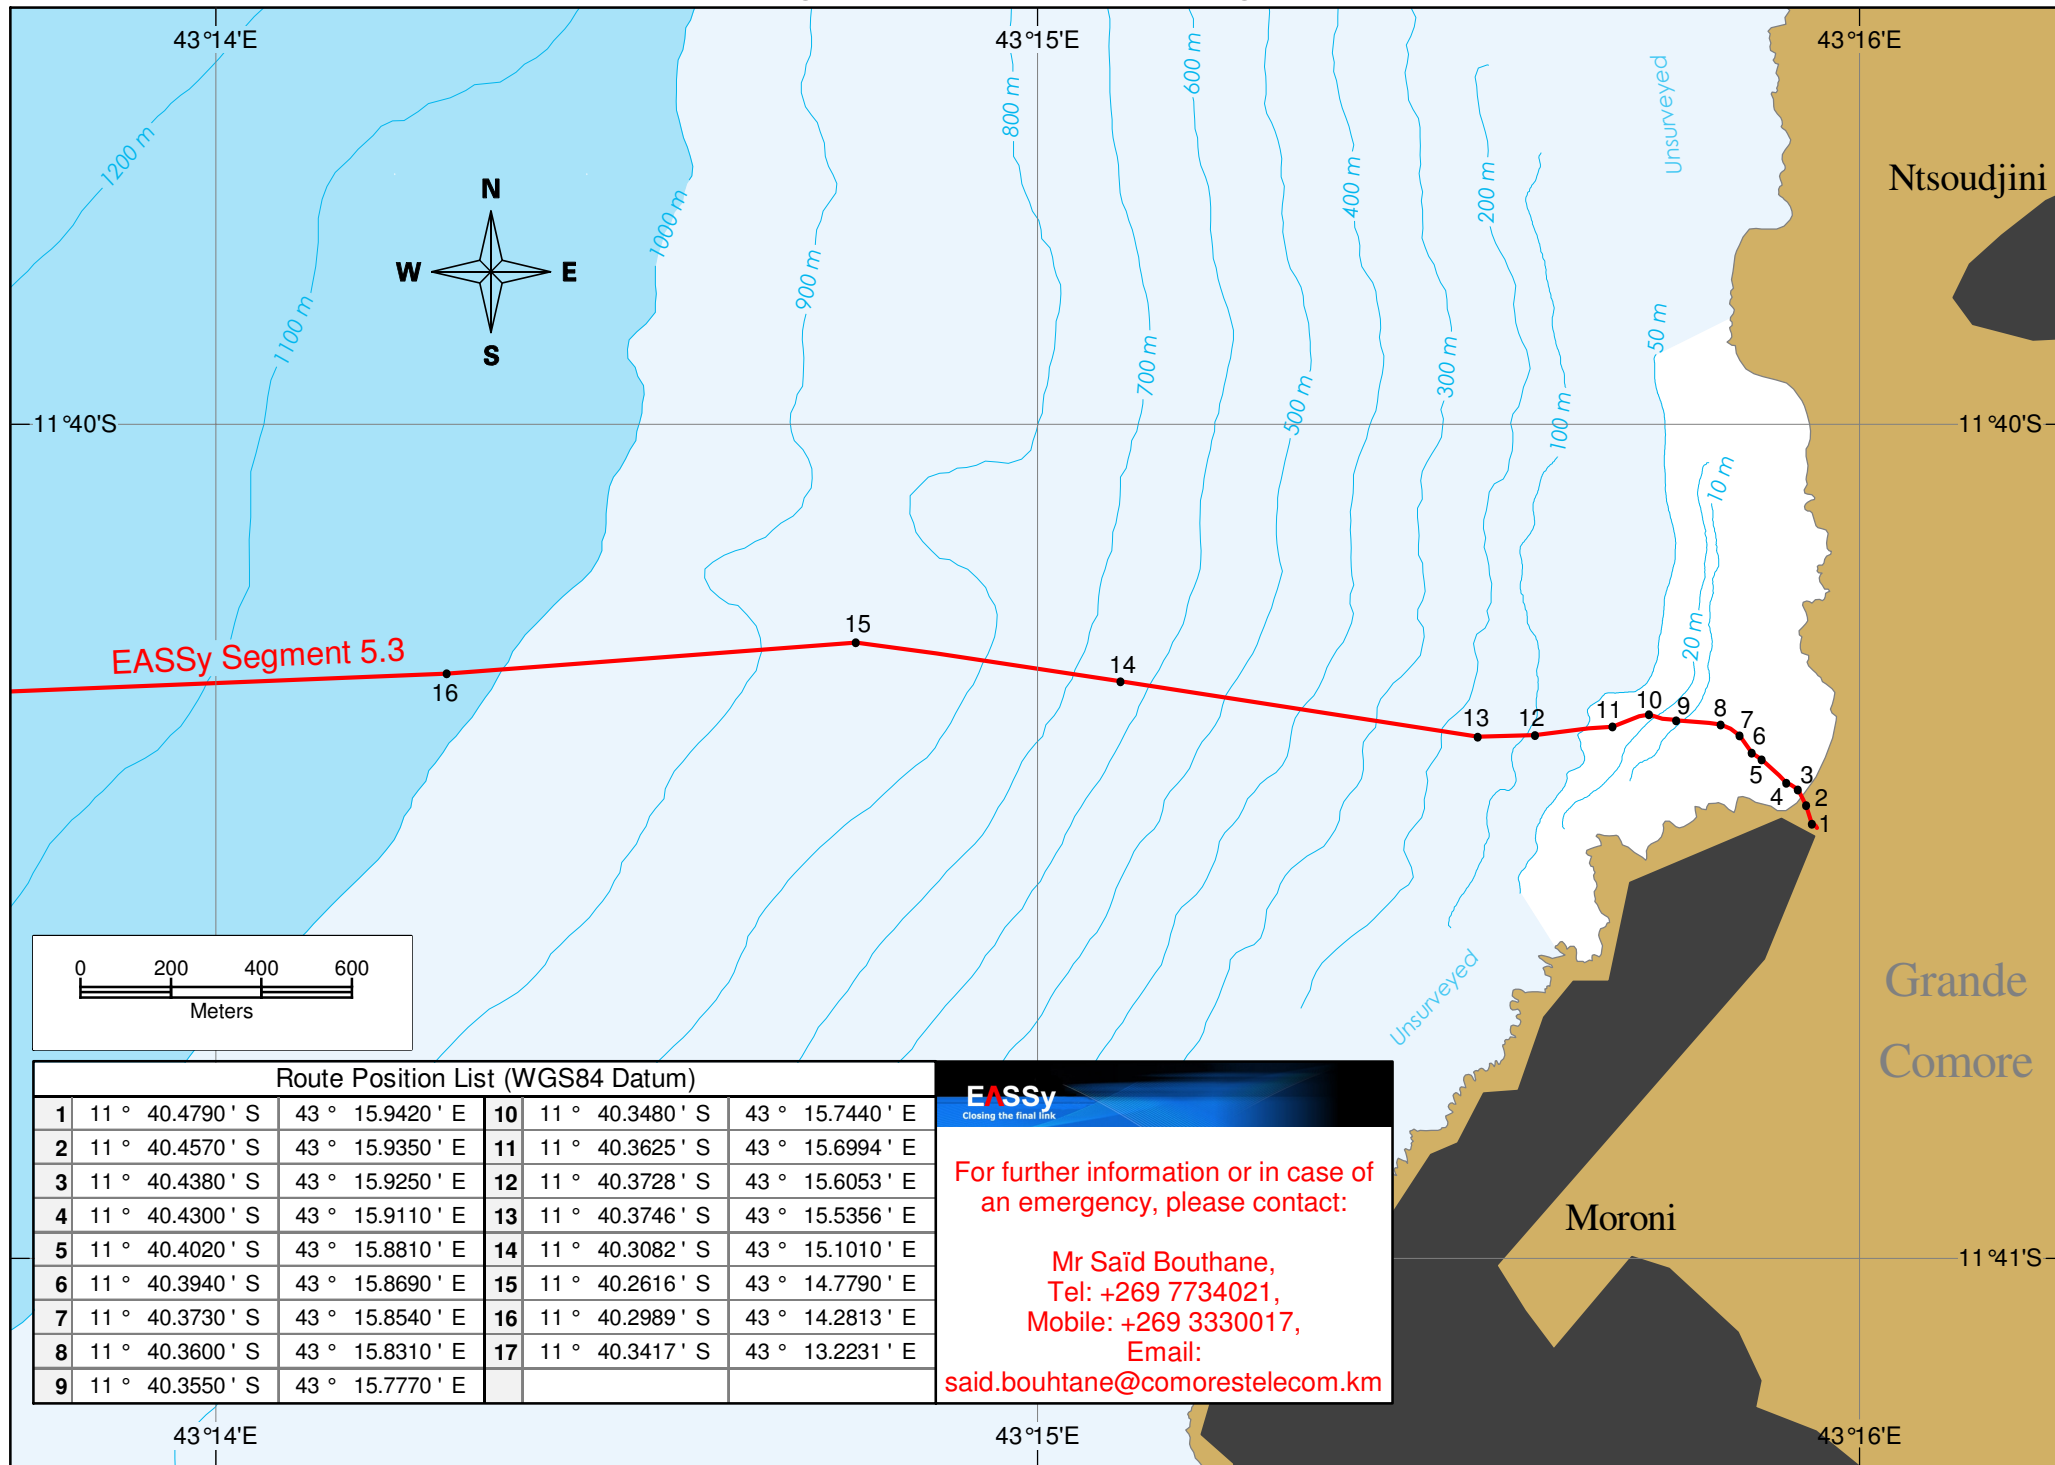 43°14'E
43°15'E
43°16'E
1200 m
1100 m
1000 m
900 m
800 m
700 m
600 m
500 m
400 m
300 m
200 m
100 m
50 m
20 m
10 m
Unsurveyed
Ntsoudjini
N
W
E
S
11°40'S
11°40'S
EASSy Segment 5.3
16
15
14
13
12
11
10
9
8
7
6
5
4
3
2
1
Unsurveyed
Grande
Comore
Moroni
11°41'S
0 200 400 600
Meters
Route Position List (WGS84 Datum)
1 11 ° 40.4790 ' S 43 ° 15.9420 ' E 10 11 ° 40.3480 ' S 43 ° 15.7440 ' E
2 11 ° 40.4570 ' S 43 ° 15.9350 ' E 11 11 ° 40.3625 ' S 43 ° 15.6994 ' E
3 11 ° 40.4380 ' S 43 ° 15.9250 ' E 12 11 ° 40.3728 ' S 43 ° 15.6053 ' E
4 11 ° 40.4300 ' S 43 ° 15.9110 ' E 13 11 ° 40.3746 ' S 43 ° 15.5356 ' E
5 11 ° 40.4020 ' S 43 ° 15.8810 ' E 14 11 ° 40.3082 ' S 43 ° 15.1010 ' E
6 11 ° 40.3940 ' S 43 ° 15.8690 ' E 15 11 ° 40.2616 ' S 43 ° 14.7790 ' E
7 11 ° 40.3730 ' S 43 ° 15.8540 ' E 16 11 ° 40.2989 ' S 43 ° 14.2813 ' E
8 11 ° 40.3600 ' S 43 ° 15.8310 ' E 17 11 ° 40.3417 ' S 43 ° 13.2231 ' E
9 11 ° 40.3550 ' S 43 ° 15.7770 ' E
EASSy
Closing the final link
For further information or in case of
an emergency, please contact:
Mr Saïd Bouthane,
Tel: +269 7734021,
Mobile: +269 3330017,
Email:
said.bouhtane@comorestelecom.km
43°14'E
43°15'E
43°16'E